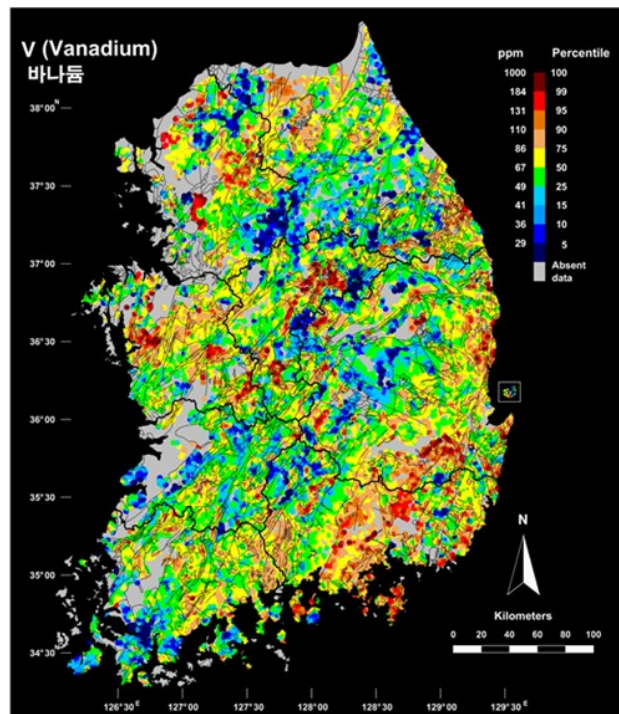 V (Vanadium)
바나듐
ppm Percentile
1000 100
184 99
131 95
110 90
86 75
67 50
49 25
41 15
36 10
29 5
Absent
data
38°00' N
37°30'
37°00'
36°30'
36°00'
35°30'
35°00'
34°30'
N
Kilometers
0 20 40 60 80 100
126°30' E 127°00' 127°30' 128°00' 128°30' 129°00' 129°30' E